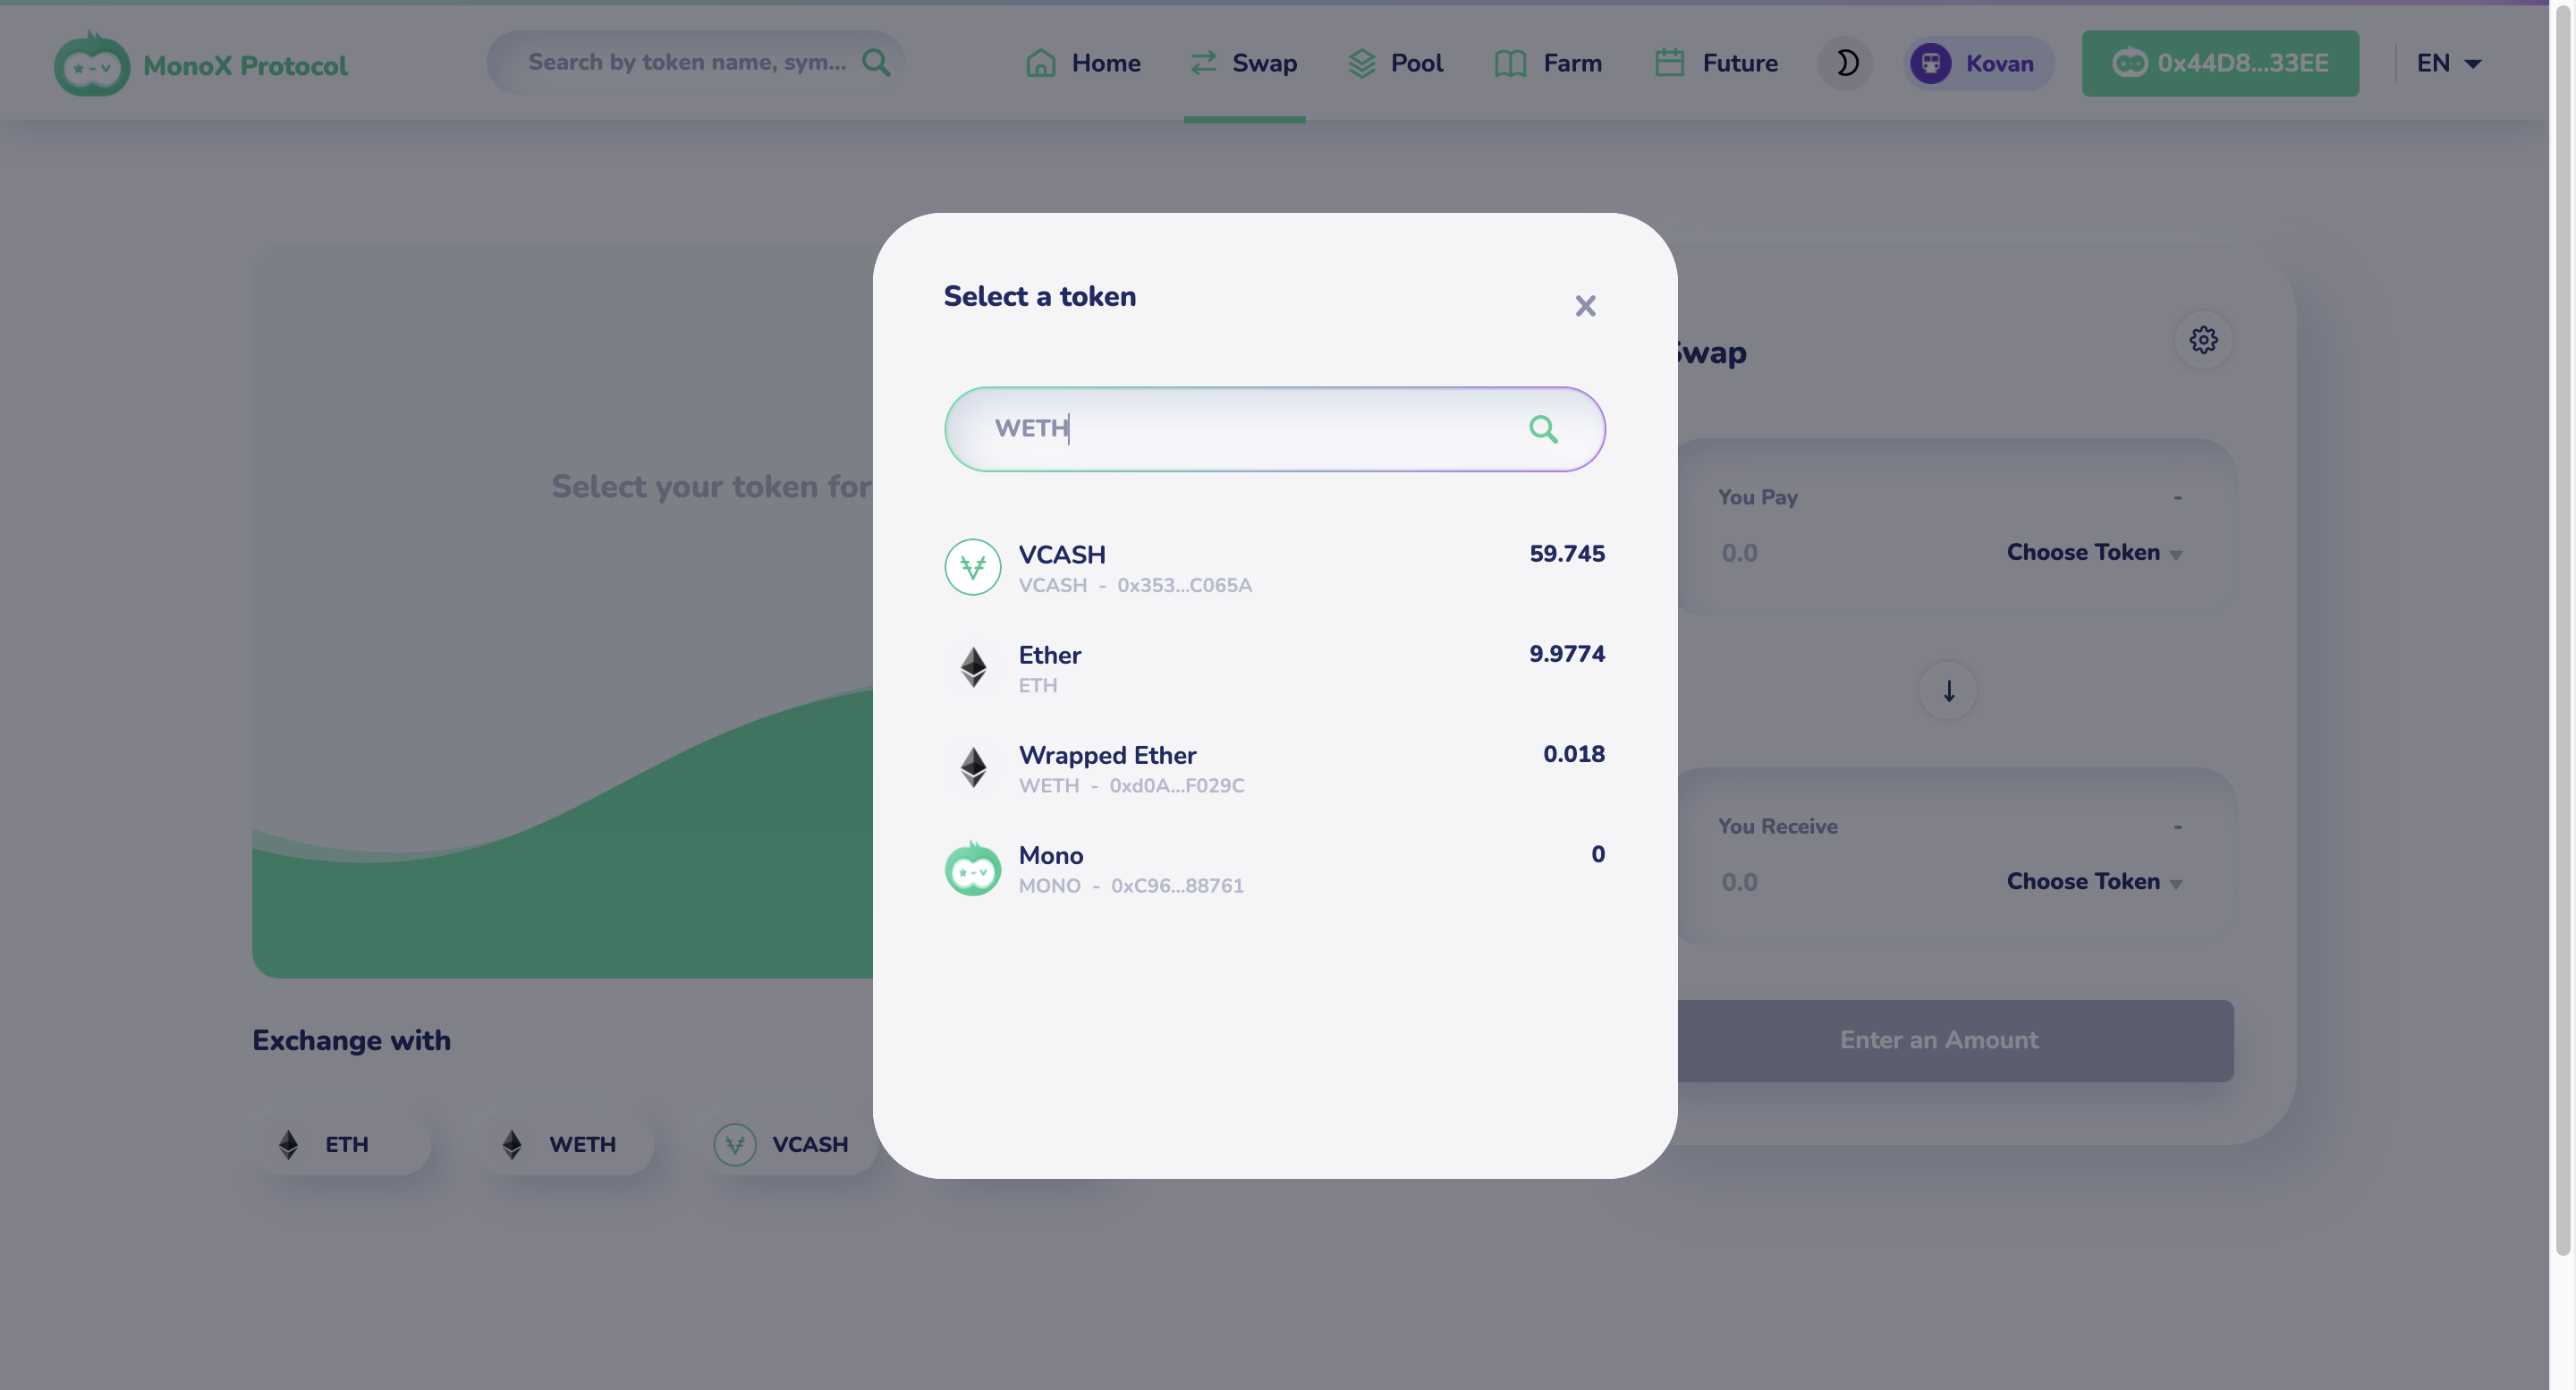 MonoX Protocol
Search by token name, sym...
Home
Swap
Pool
Farm
Future
Kovan
0x44D8...33EE
EN
Select a token
WETH
VCASH
59.745
VCASH - 0x353...C065A
Ether
9.9774
ETH
Wrapped Ether
0.018
WETH - 0xd0A...F029C
Mono
0
MONO - 0xC96...88761
Select your token for
Exchange with
ETH
WETH
VCASH
Swap
You Pay
-
0.0
Choose Token
You Receive
-
0.0
Choose Token
Enter an Amount